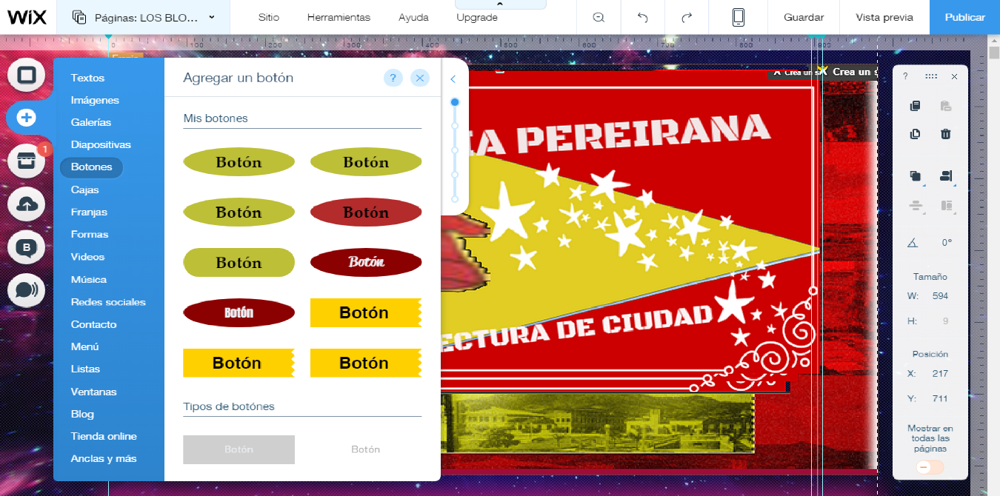 WiX
Páginas: LOS BLO...
Sitio
Herramientas
Ayuda
Upgrade
Guardar
Vista previa
Publicar
0
100
200
300
400
500
600
700
800
900
Textos
Imágenes
Galerías
Diapositivas
Botones
Cajas
Franjas
Formas
Videos
Música
Redes sociales
Contacto
Menú
Listas
Ventanas
Blog
Tienda online
Anclas y más
1
B
Agregar un botón
?
Mis botones
Botón
Botón
Botón
Botón
Botón
Botón
Botón
Botón
Botón
Botón
Tipos de botónes
Botón
Botón
Crea un s
Crea un s
IA PEREIRANA
ECTURA DE CIUDAD
?
0°
Tamaño
W: 594
H: 9
Posición
X: 217
Y: 711
Mostrar en
todas las
páginas